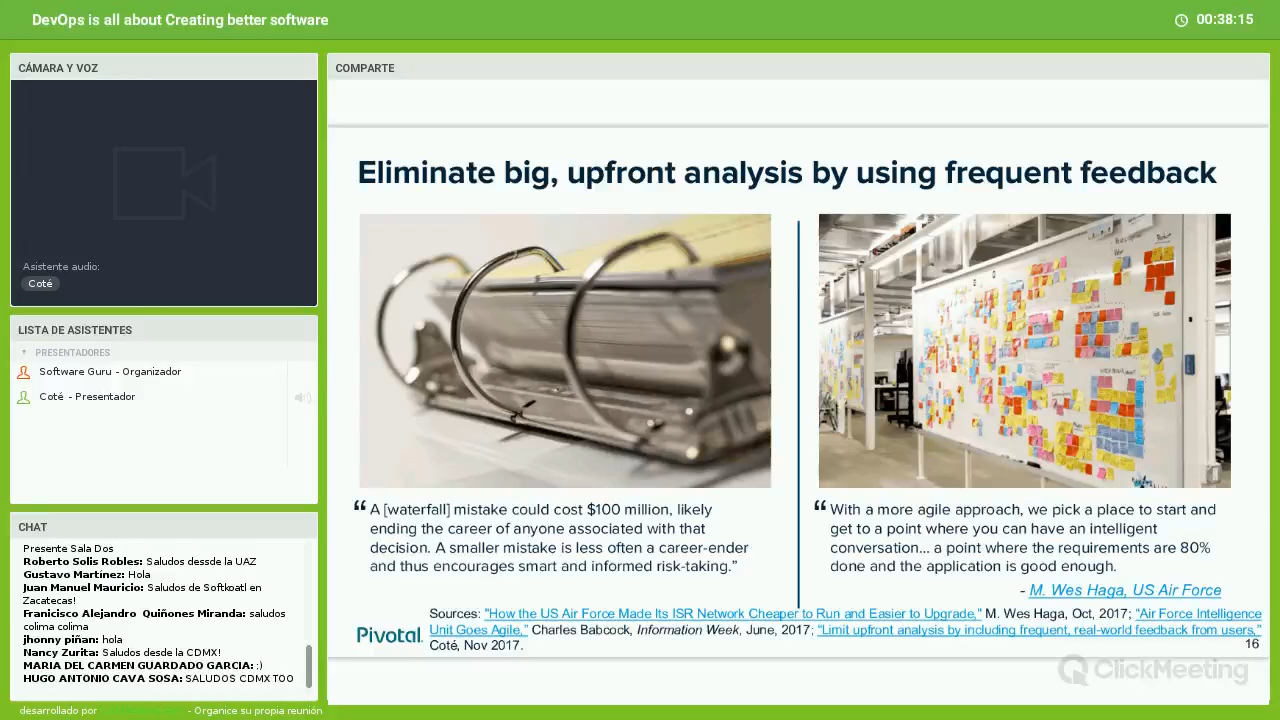 DevOps is all about Creating better software
00:38:15
CÁMARA Y VOZ
Asistente audio:
Coté
LISTA DE ASISTENTES
PRESENTADORES
Software Guru - Organizador
Coté - Presentador
CHAT
Presente Sala Dos
Roberto Solis Robles: Saludos dessde la UAZ
Gustavo Martínez: Hola
Juan Manuel Mauricio: Saludos de Softkoatl en
Zacatecas!
Franricisco Alejandro Quiñones Miranda: saludos
colima colima
jhonny piñan: hola
Nancy Zurita: Saludos desde la CDMX!
MARIA DEL CARMEN GUARDADO GARCIA: :)
HUGO ANTONIO CAVA SOSA: SALUDOS CDMX TOO
desarrollado por - Organice su propia reunión
COMPARTE
Eliminate big, upfront analysis by using frequent feedback
“ A [waterfall] mistake could cost $100 million, likely
ending the career of anyone associated with that
decision. A smaller mistake is less often a career-ender
and thus encourages smart and informed risk-taking.”
“ With a more agile approach, we pick a place to start and
get to a point where you can have an intelligent
conversation... a point where the requirements are 80%
done and the application is good enough.
- M. Wes Haga, US Air Force
Sources: "How the US Air Force Made Its ISR Network Cheaper to Run and Easier to Upgrade," M. Wes Haga, Oct, 2017; "Air Force Intelligence
Unit Goes Agile," Charles Babcock, Information Week, June, 2017; "Limit upfront analysis by including frequent, real-world feedback from users,"
Coté, Nov 2017.
Pivotal.
16
ClickMeeting